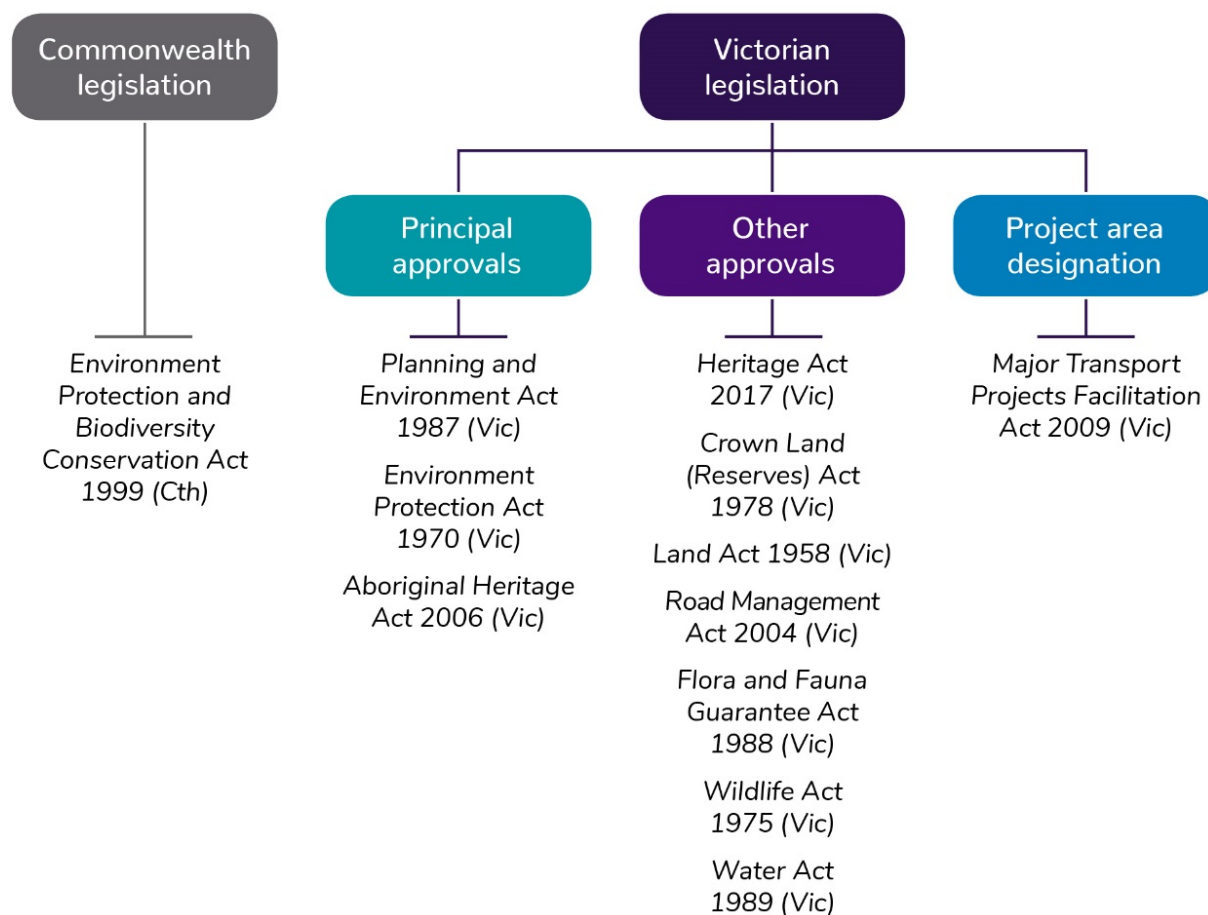 Commonwealth
legislation
Environment
Protection and
Biodiversity
Conservation Act
1999 (Cth)
Victorian
legislation
Principal
approvals
Planning and
Environment Act
1987 (Vic)
Environment
Protection Act
1970 (Vic)
Aboriginal Heritage
Act 2006 (Vic)
Other
approvals
Heritage Act
2017 (Vic)
Crown Land
(Reserves) Act
1978 (Vic)
Land Act 1958 (Vic)
Road Management
Act 2004 (Vic)
Flora and Fauna
Guarantee Act
1988 (Vic)
Wildlife Act
1975 (Vic)
Water Act
1989 (Vic)
Project area
designation
Major Transport
Projects Facilitation
Act 2009 (Vic)